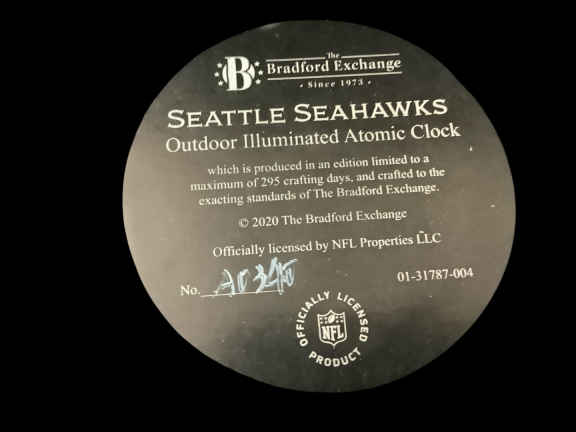 The
B Bradford Exchange
• Since 1973 •
SEATTLE SEAHAWKS
Outdoor Illuminated Atomic Clock
which is produced in an edition limited to a
maximum of 295 crafting days, and crafted to the
exacting standards of The Bradford Exchange.
© 2020 The Bradford Exchange
Officially licensed by NFL Properties LLC
No.
01-31787-004
OFFICIALLY LICENSED
NFL
PRODUCT